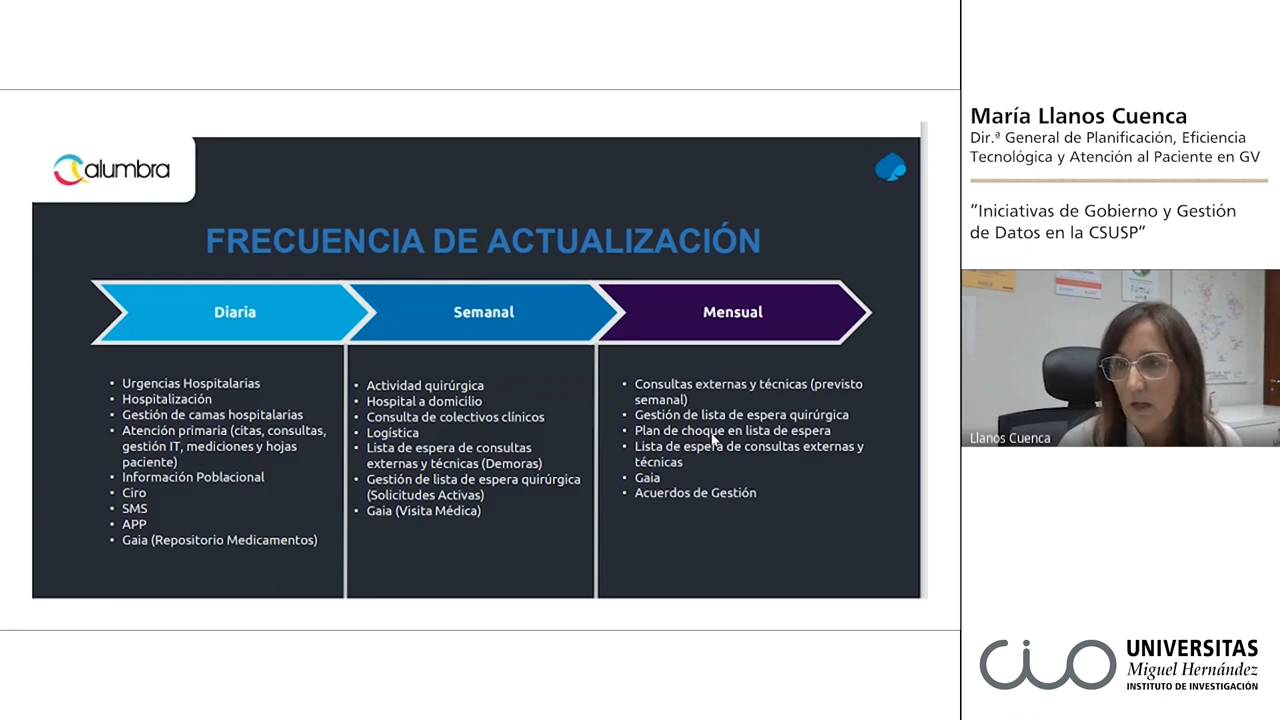 alumbra
FRECUENCIA DE ACTUALIZACIÓN
Diaria
Semanal
Mensual
• Urgencias Hospitalarias
• Hospitalización
• Gestión de camas hospitalarias
• Atención primaria (citas, consultas,
gestión IT, mediciones y hojas
paciente)
• Información Poblacional
• Ciro
• SMS
• APP
• Gaia (Repositorio Medicamentos)
• Actividad quirúrgica
• Hospital a domicilio
• Consulta de colectivos clínicos
• Logística
• Lista espera de consultas
externas y técnicas (Demoras)
• Gestión de lista de espera quirúrgica
(Solicitudes Activas)
• Gaia (Visita Médica)
• Consultas externas y técnicas (previsto
semanal)
• Gestión de lista de espera quirúrgica
• Plan de choque en lista de espera
• Lista de espera de consultas externas y
técnicas
• Gaia
• Acuerdos de Gestión
María Llanos Cuenca
Dir.ª General de Planificación, Eficiencia
Tecnológica y Atención al Paciente en GV
“Iniciativas de Gobierno y Gestión
de Datos en la CSUSP”
Llanos Cuenca
CIO
UNIVERSITAS
Miguel Hernández
INSTITUTO DE INVESTIGACIÓN